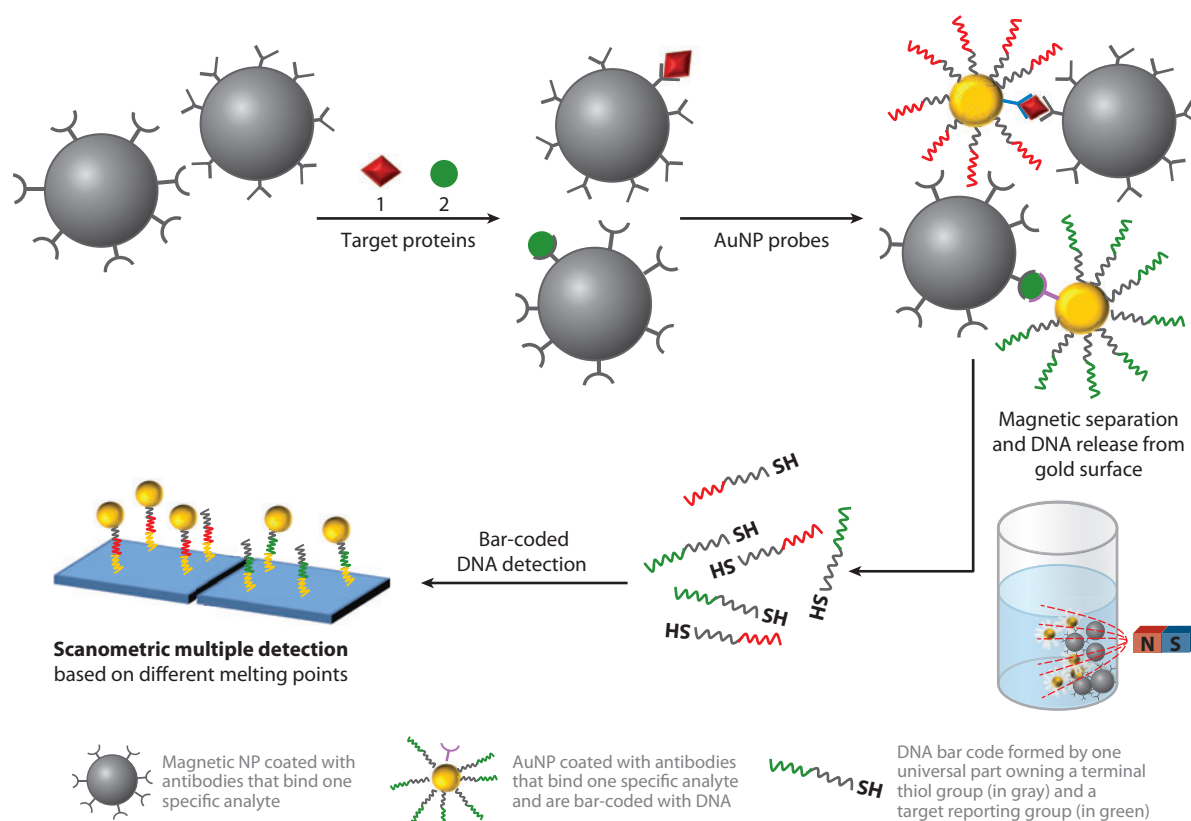 1
2
Target proteins
AuNP probes
Magnetic separation
and DNA release from
gold surface
SH
SH
HS
HS
SH
HS
Bar-coded
DNA detection
N S
Scanometric multiple detection
based on different melting points
Magnetic NP coated with
antibodies that bind one
specific analyte
AuNP coated with antibodies
that bind one specific analyte
and are bar-coded with DNA
SH
DNA bar code formed by one
universal part owning a terminal
thiol group (in gray) and a
target reporting group (in green)